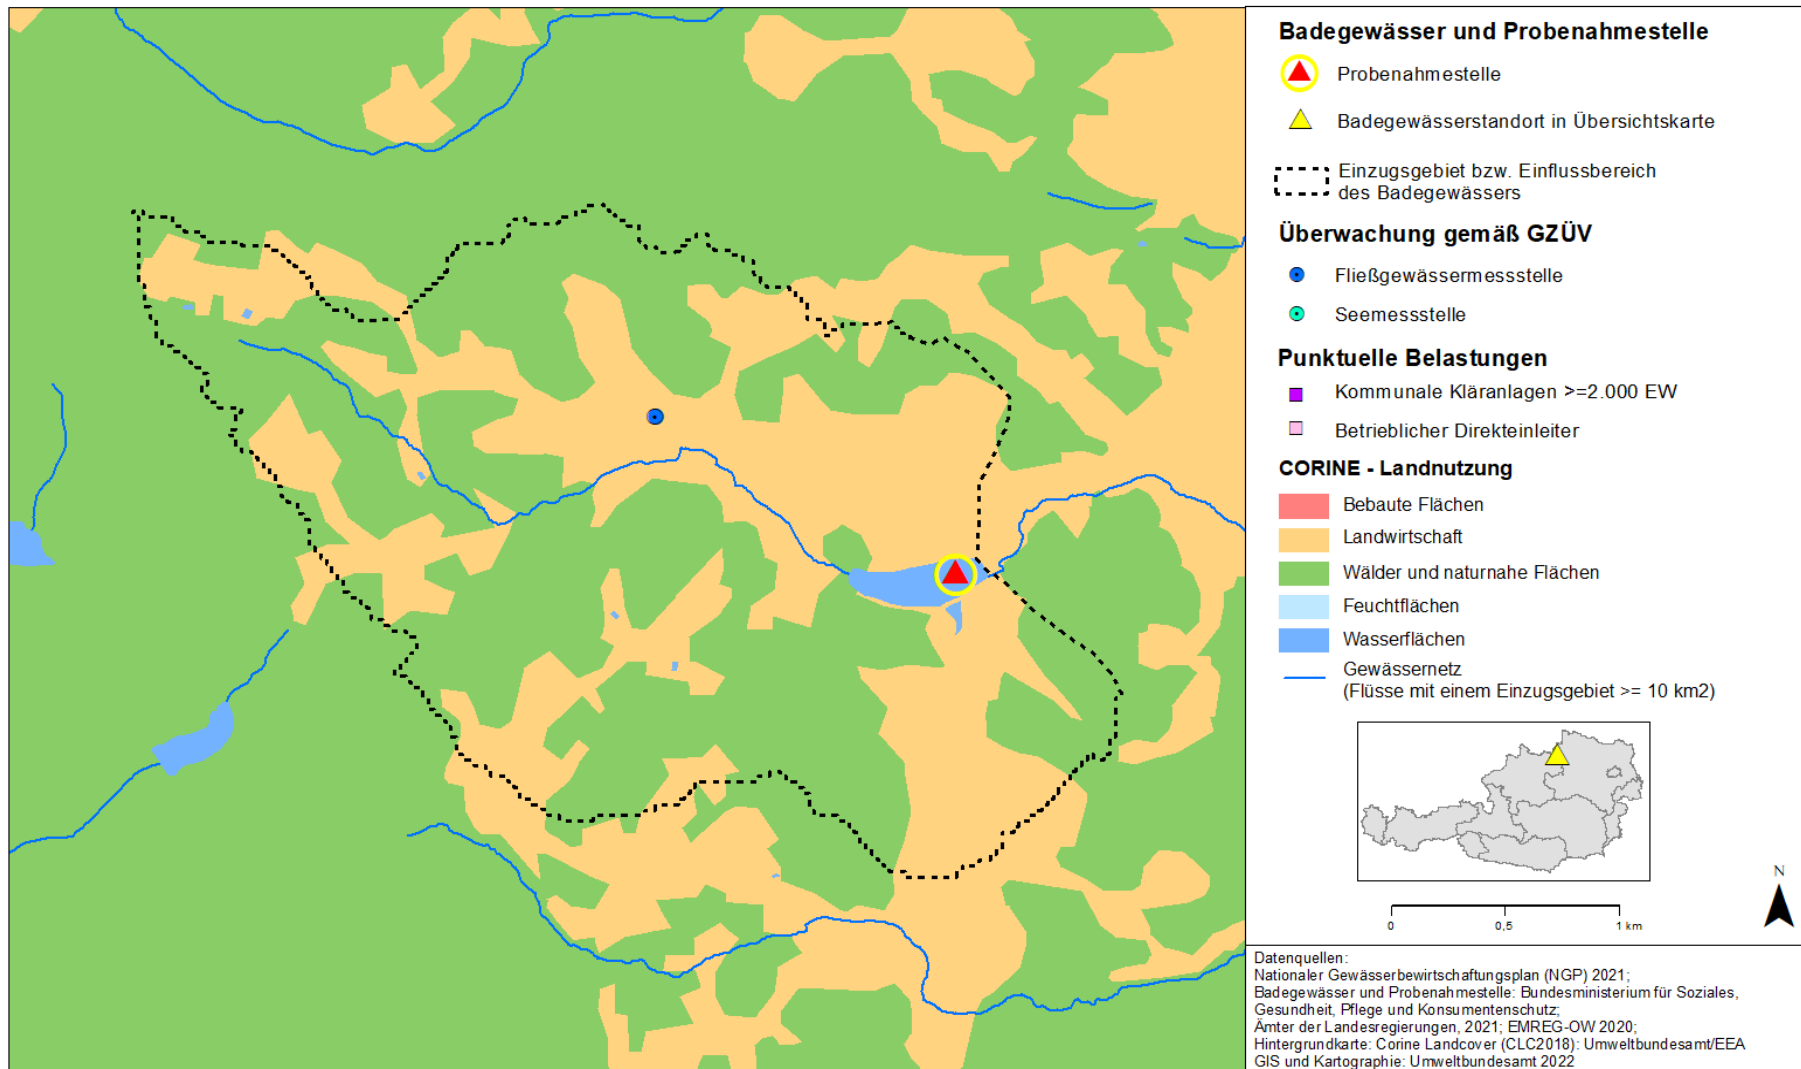 Badegewässer und Probenahmestelle
Probenahmestelle
Badegewässerstandort in Übersichtskarte
Einzugsgebiet bzw. Einflussbereich
des Badegewässers
Überwachung gemäß GZÜV
Fließgewässermessstelle
Seemessstelle
Punktuelle Belastungen
Kommunale Kläranlagen >=2.000 EW
Betrieblicher Direkteinleiter
CORINE - Landnutzung
Bebaute Flächen
Landwirtschaft
Wälder und naturnahe Flächen
Feuchtflächen
Wasserflächen
Gewässernetz
(Flüsse mit einem Einzugsgebiet >= 10 km2)
N
0 0,5 1 km
Datenquellen:
Nationaler Gewässerbewirtschaftungsplan (NGP) 2021;
Badegewässer und Probenahmestelle: Bundesministerium für Soziales,
Gesundheit, Pflege und Konsumentenschutz;
Ämter der Landesregierungen, 2021; EMREG-OW 2020;
Hintergrundkarte: Corine Landcover (CLC2018): Umweltbundesamt/EEA
GIS und Kartographie: Umweltbundesamt 2022